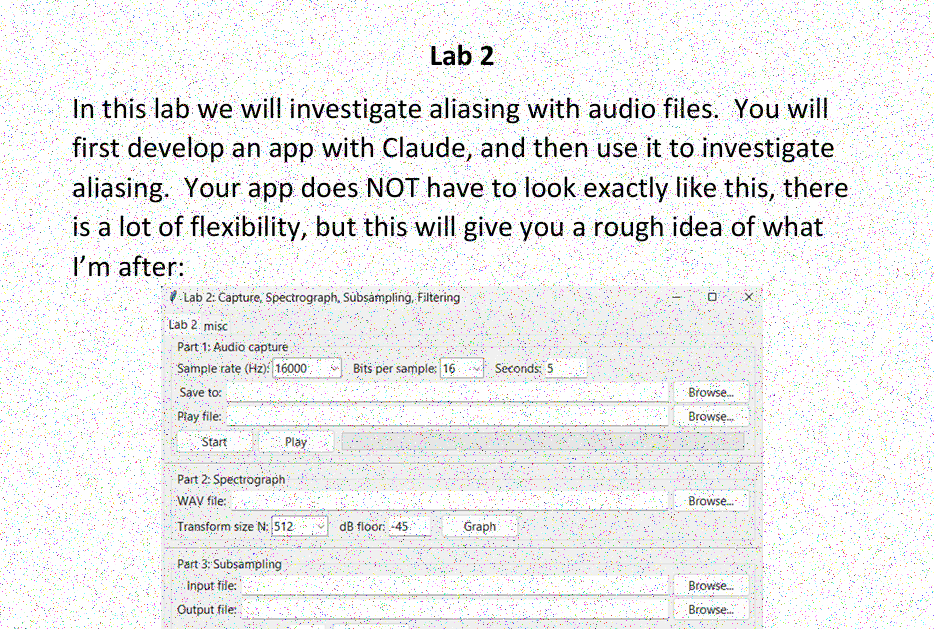 Lab 2
In this lab we will investigate aliasing with audio files. You will
first develop an app with Claude, and then use it to investigate
aliasing. Your app does NOT have to look exactly like this, there
is a lot of flexibility, but this will give you a rough idea of what
I'm after:
Lab 2: Capture, Spectrograph, Subsampling, Filtering
Lab 2 misc
Part 1: Audio capture
Sample rate (Hz): 16000 Bits per sample: 16 Seconds: 5
Save to: Browse...
Play file: Browse...
Start Play
Part 2: Spectrograph
WAV file: Browse...
Transform size N: 512 dB floor: -45 Graph
Part 3: Subsampling
Input file: Browse...
Output file: Browse...